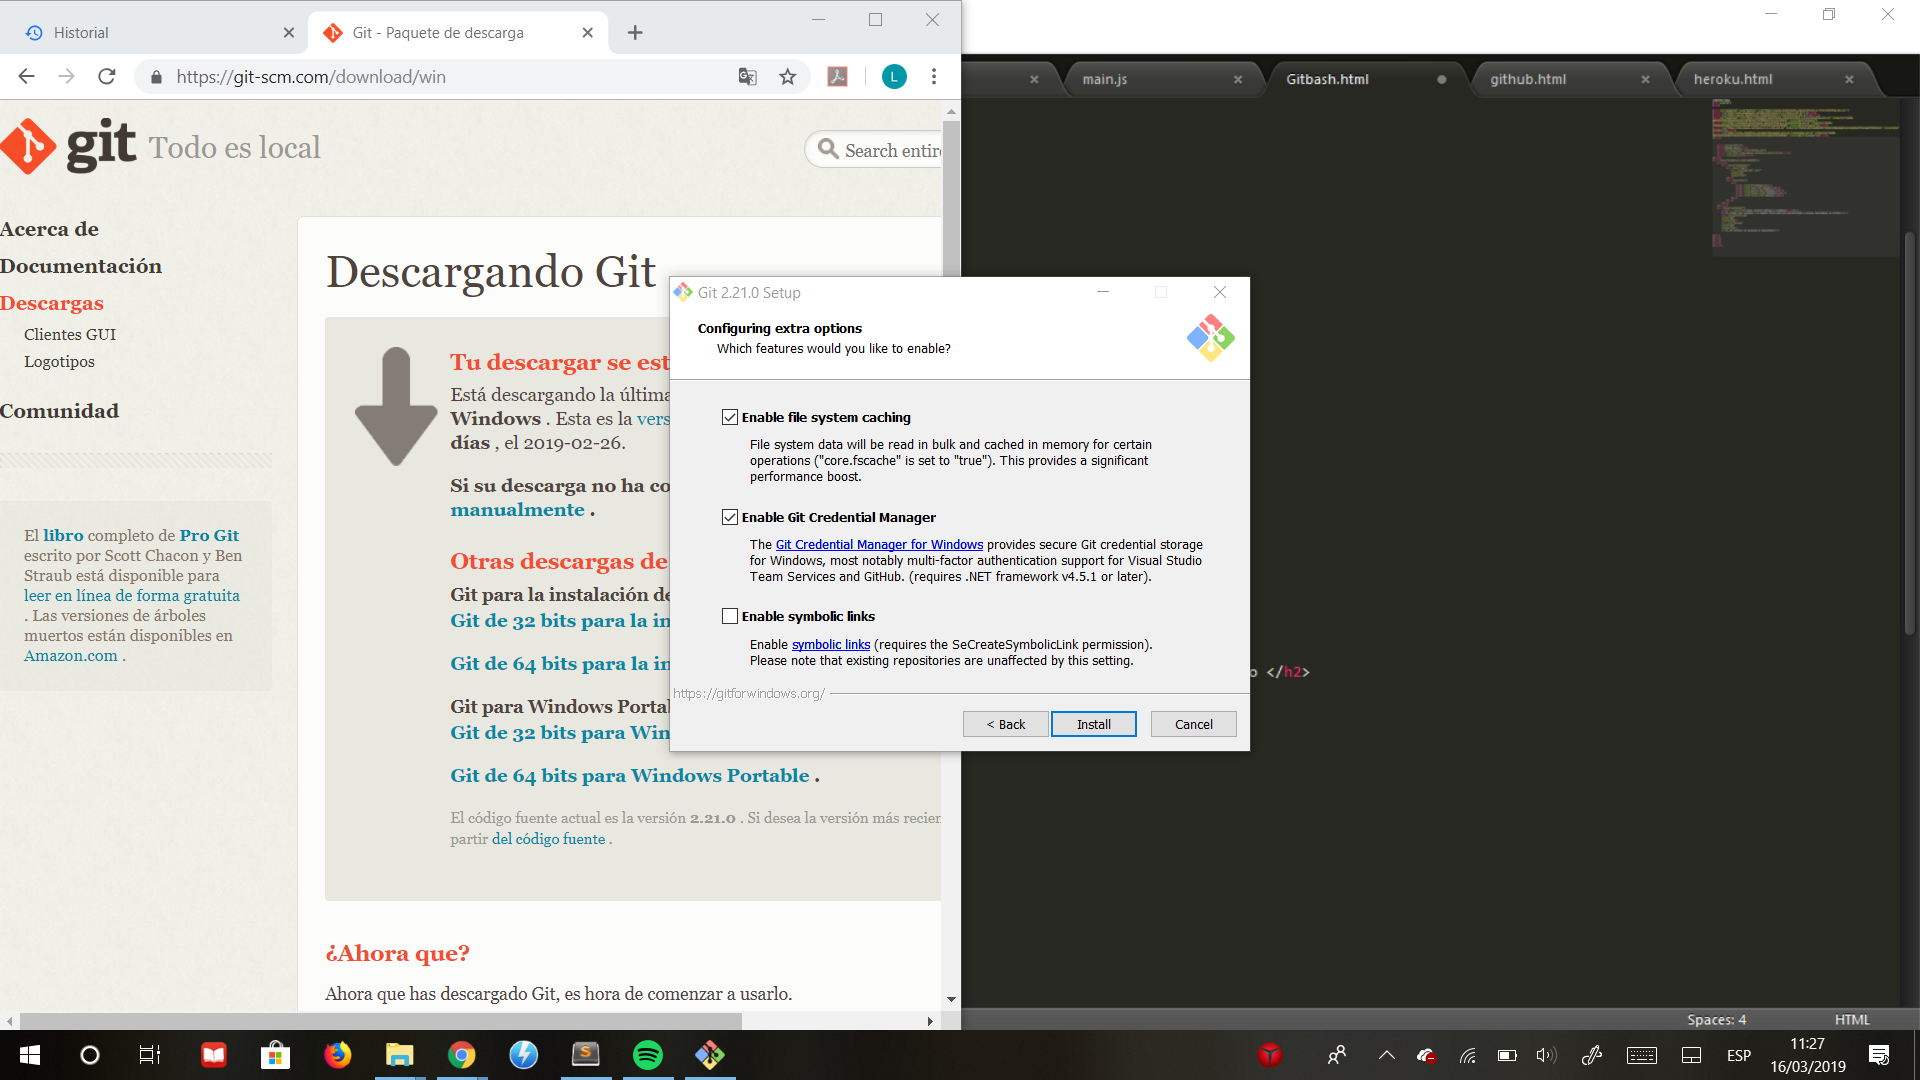 Historial
Git - Paquete de descarga
https://git-scm.com/download/win
L
git Todo es local
Search entire
Acerca de
Documentación
Descargas
Clientes GUI
Logotipos
Comunidad
El libro completo de Pro Git
escrito por Scott Chacon y Ben
Straub está disponible para
leer en línea de forma gratuita
. Las versiones de árboles
muertos están disponibles en
Amazon.com .
Descargando Git
Tu descargar se est
Está descargando la última
Windows . Esta es la vers
días , el 2019-02-26.
Si su descarga no ha co
manualmente .
Otras descargas de
Git para la instalación de
Git de 32 bits para la in
Git de 64 bits para la in
Git para Windows Portal
Git de 32 bits para Win
Git de 64 bits para Windows Portable .
El código fuente actual es la versión 2.21.0 . Si desea la versión más recien
partir del código fuente .
¿Ahora que?
Ahora que has descargado Git, es hora de comenzar a usarlo.
Git 2.21.0 Setup
Configuring extra options
Which features would you like to enable?
Enable file system caching
File system data will be read in bulk and cached in memory for certain
operations ("core.fscache" is set to "true"). This provides a significant
performance boost.
Enable Git Credential Manager
The Git Credential Manager for Windows provides secure Git credential storage
for Windows, most notably multi-factor authentication support for Visual Studio
Team Services and GitHub. (requires .NET framework v4.5.1 or later).
Enable symbolic links
Enable symbolic links (requires the SeCreateSymbolicLink permission).
Please note that existing repositories are unaffected by this setting.
https://gitforwindows.org/
< Back
Install
Cancel
main.js
Gitbash.html
github.html
heroku.html
o </h2>
Spaces: 4
HTML
ESP
11:27
16/03/2019